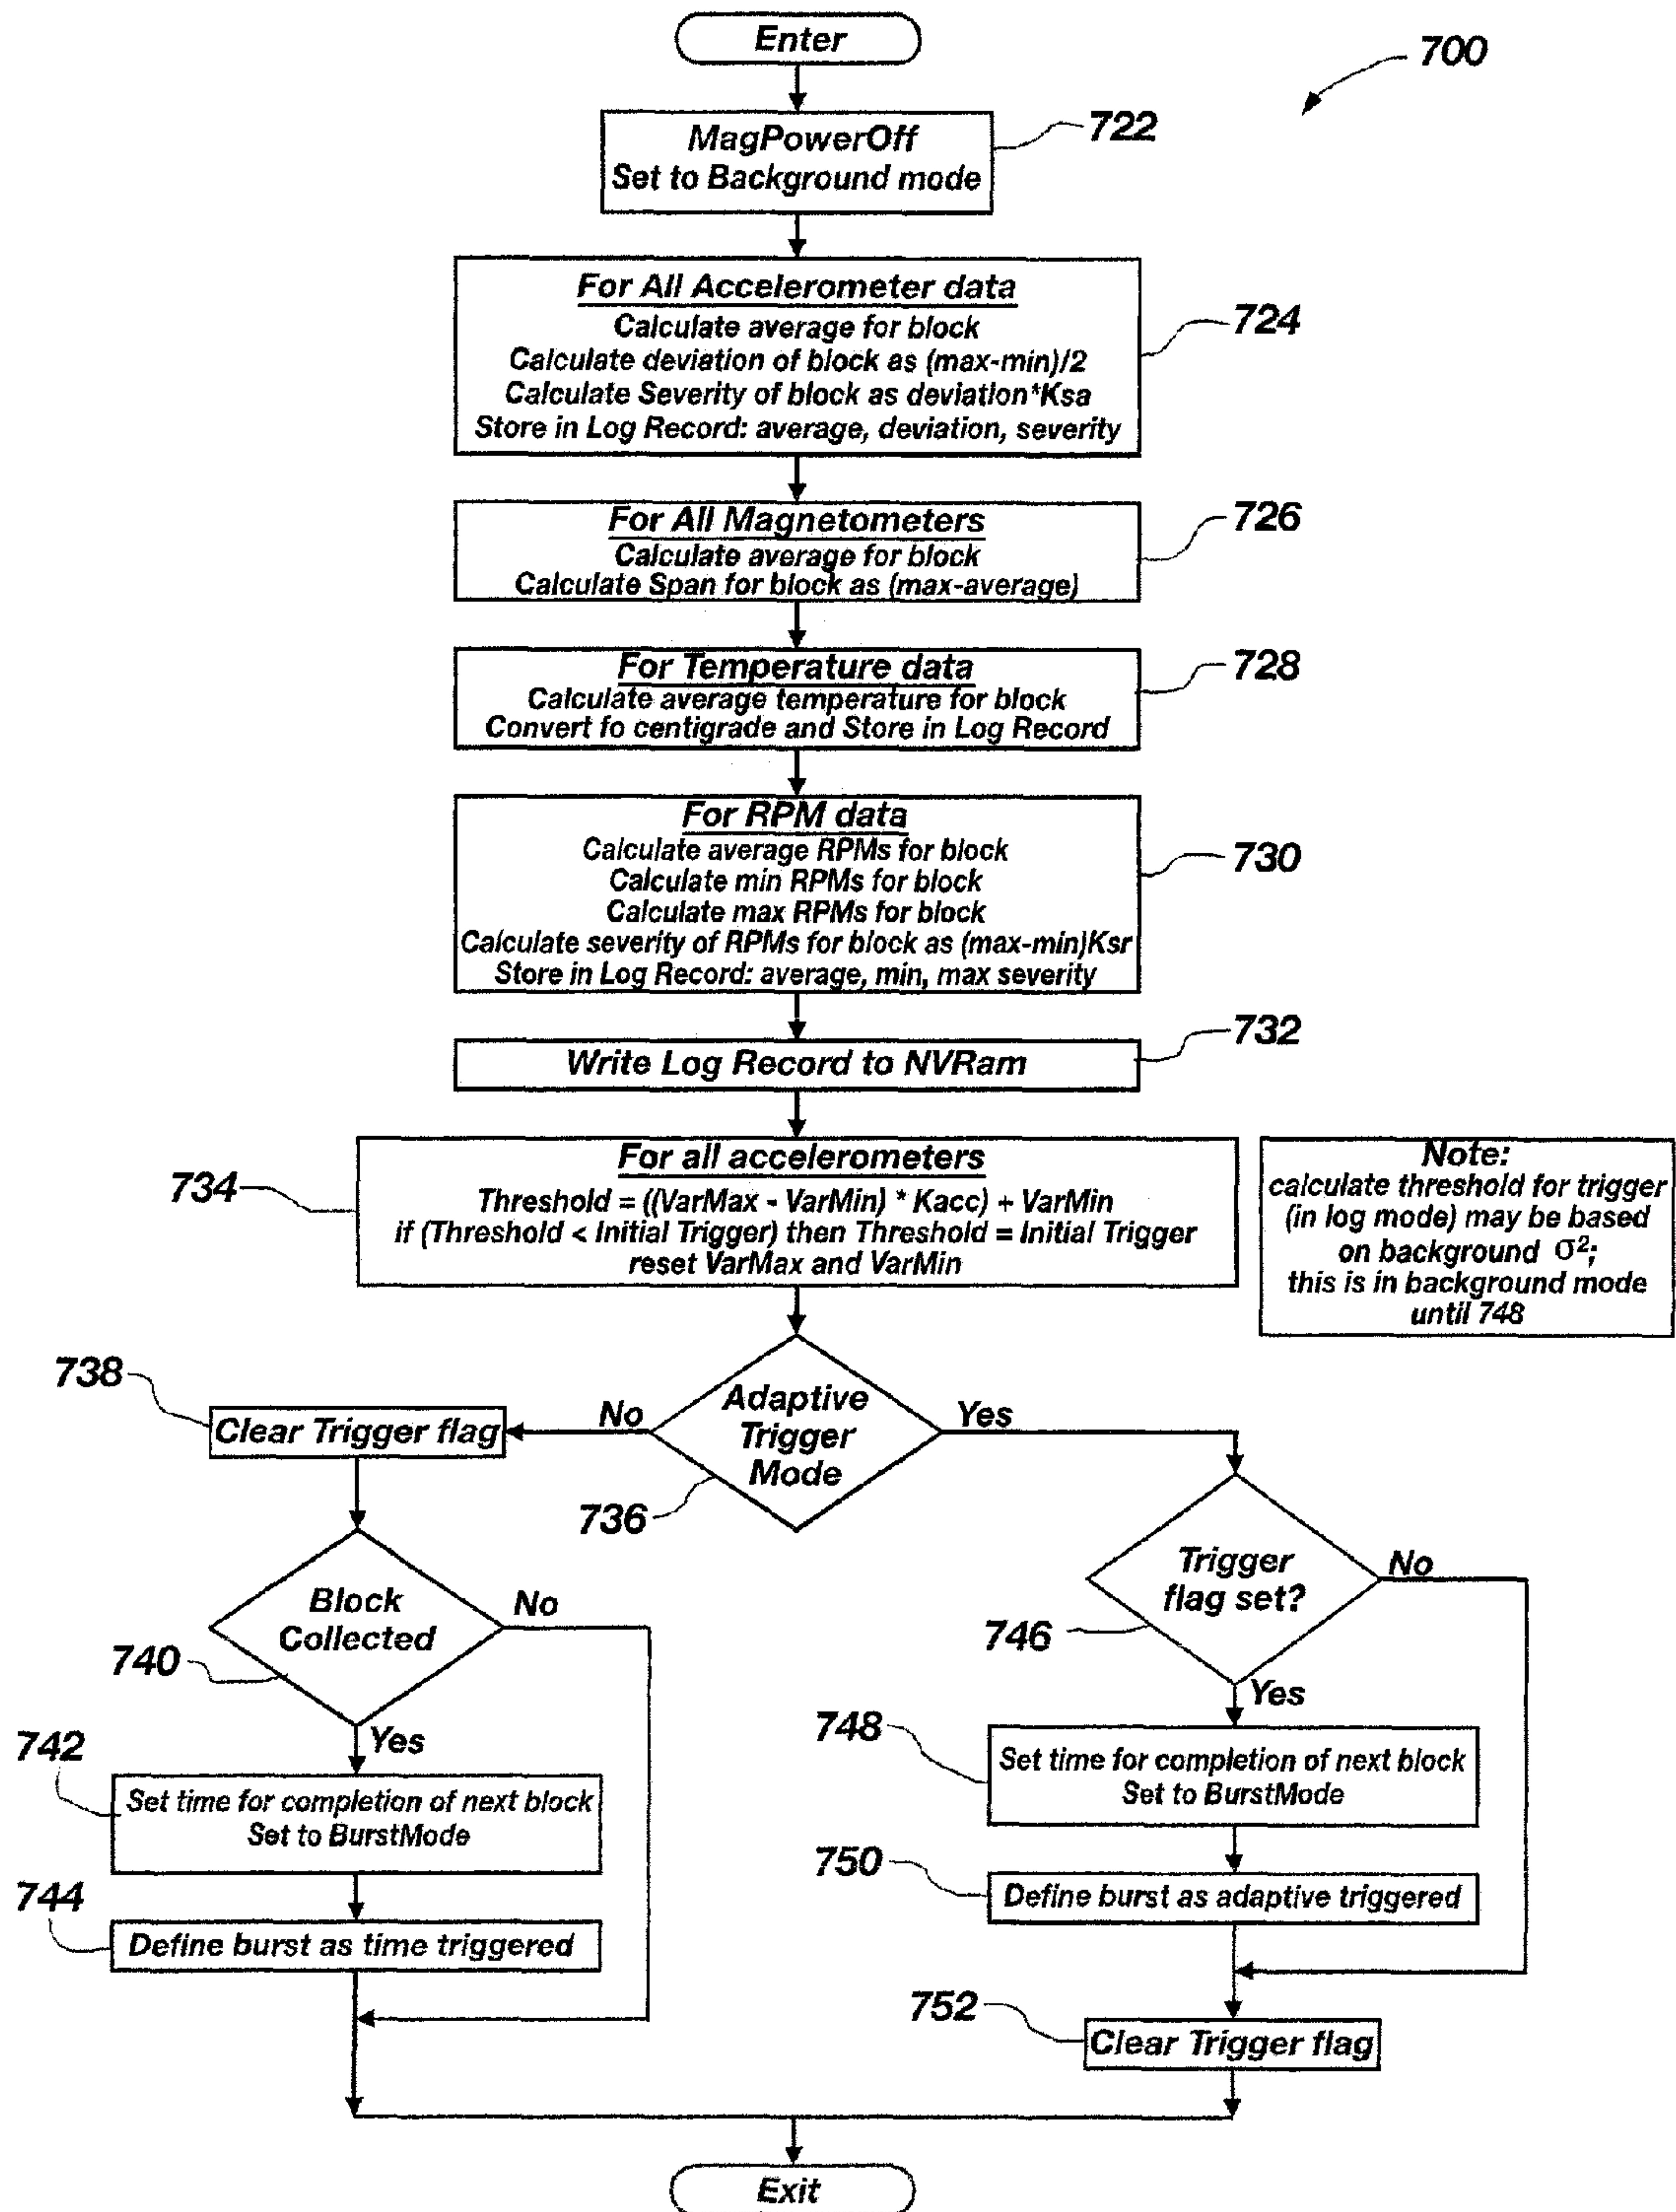 Enter
700
MagPowerOff
Set to Background mode
722
For All Accelerometer data
Calculate average for block
Calculate deviation of block as (max-min)/2
Calculate Severity of block as deviation*Ksa
Store in Log Record: average, deviation, severity
724
For All Magnetometers
Calculate average for block
Calculate Span for block as (max-average)
726
For Temperature data
Calculate average temperature for block
Convert fo centigrade and Store in Log Record
728
For RPM data
Calculate average RPMs for block
Calculate min RPMs for block
Calculate max RPMs for block
Calculate severity of RPMs for block as (max-min)Ksr
Store in Log Record: average, min, max severity
730
Write Log Record to NVRam
732
For all accelerometers
Threshold = ((VarMax - VarMin) * Kacc) + VarMin
if (Threshold < Initial Trigger) then Threshold = Initial Trigger
reset VarMax and VarMin
734
Note:
calculate threshold for trigger
(in log mode) may be based
on background σ²;
this is in background mode
until 748
Adaptive
Trigger
Mode
736
No
Yes
738
Clear Trigger flag
Block
Collected
740
No
Yes
742
Set time for completion of next block
Set to BurstMode
744
Define burst as time triggered
Trigger
flag set?
746
No
Yes
748
Set time for completion of next block
Set to BurstMode
750
Define burst as adaptive triggered
752
Clear Trigger flag
Exit